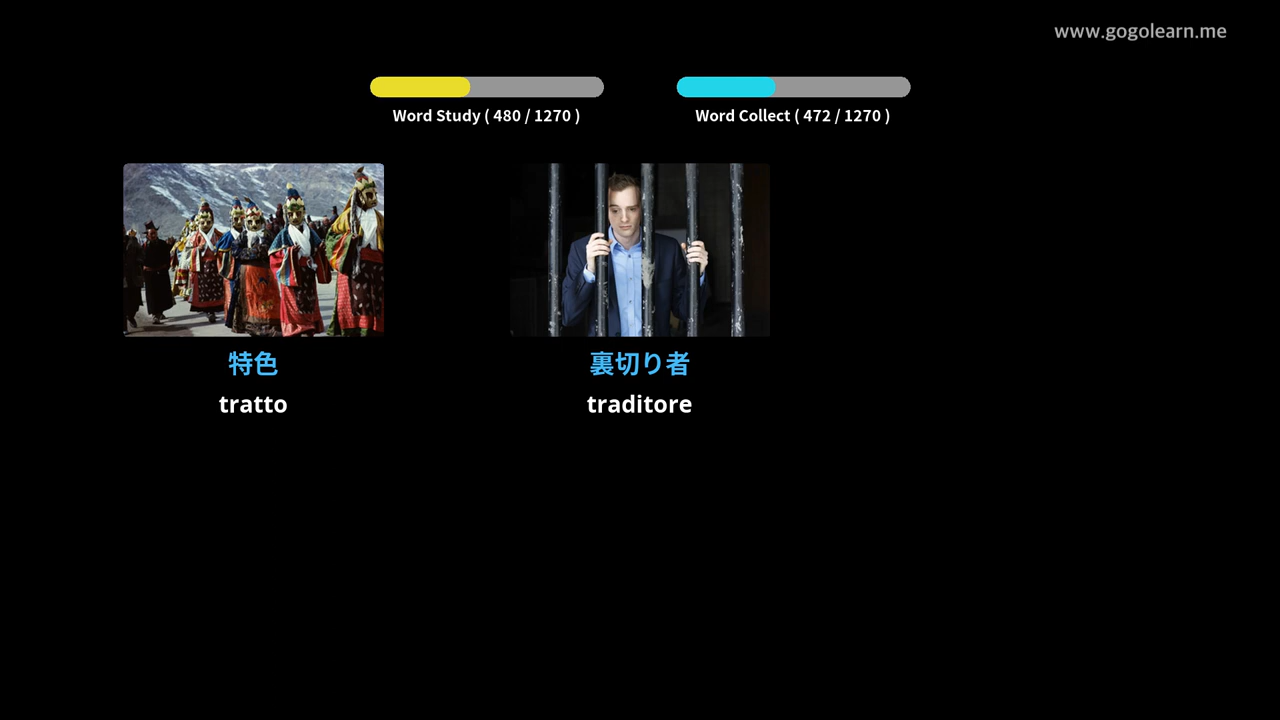 www.gogolearn.me
Word Study ( 480 / 1270 )
Word Collect ( 472 / 1270 )
特色
tratto
裏切り者
traditore